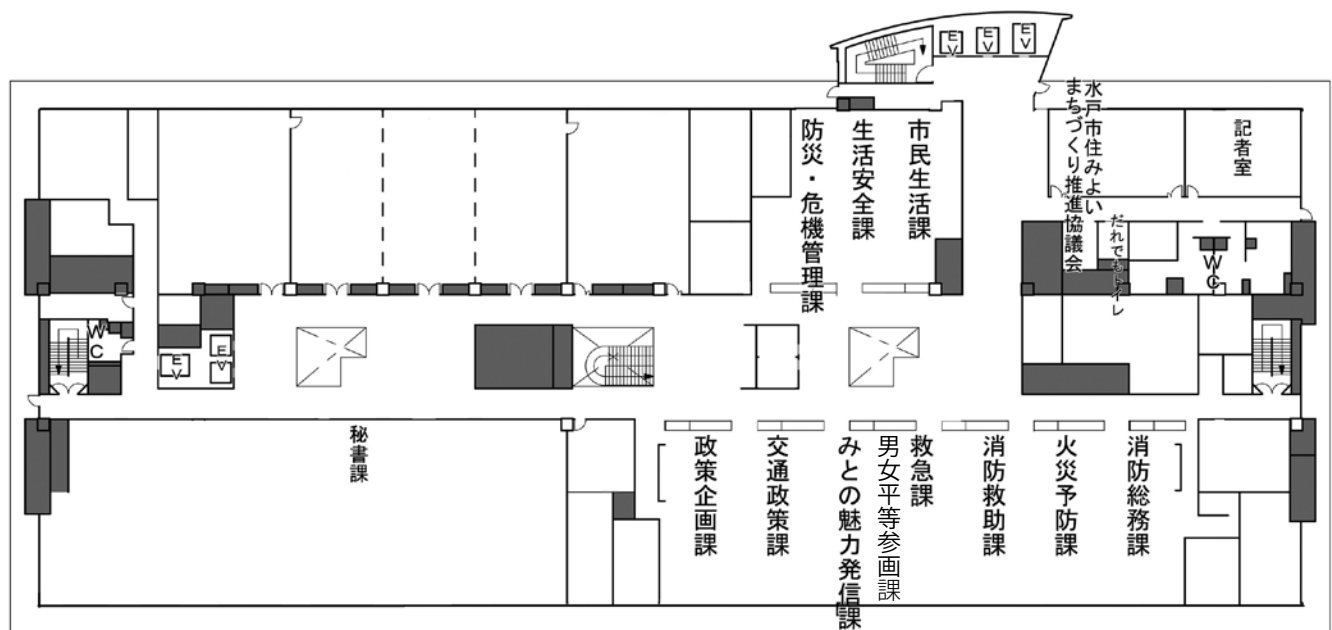 EV
EV
EV
水戸市住みよい
まちづくり推進協議会
記者室
市民生活課
生活安全課
防災・危機管理課
だれでもトイレ
WC
WC
EV
EV
秘書課
政策企画課
交通政策課
みとの魅力発信課
男女平等参画課
救急課
消防救助課
火災予防課
消防総務課